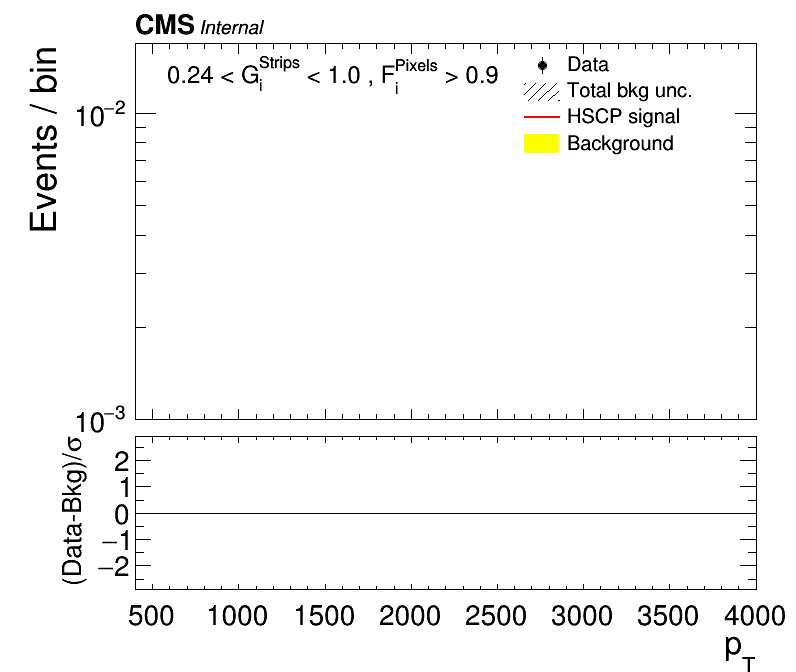 CMS Internal
Events / bin
0.24 < G_i^Strips < 1.0 , F_i^Pixels > 0.9
Data
Total bkg unc.
HSCP signal
Background
10^−2
10^−3
(Data-Bkg)/σ
2
1
0
−1
−2
500 1000 1500 2000 2500 3000 3500 4000
p_T